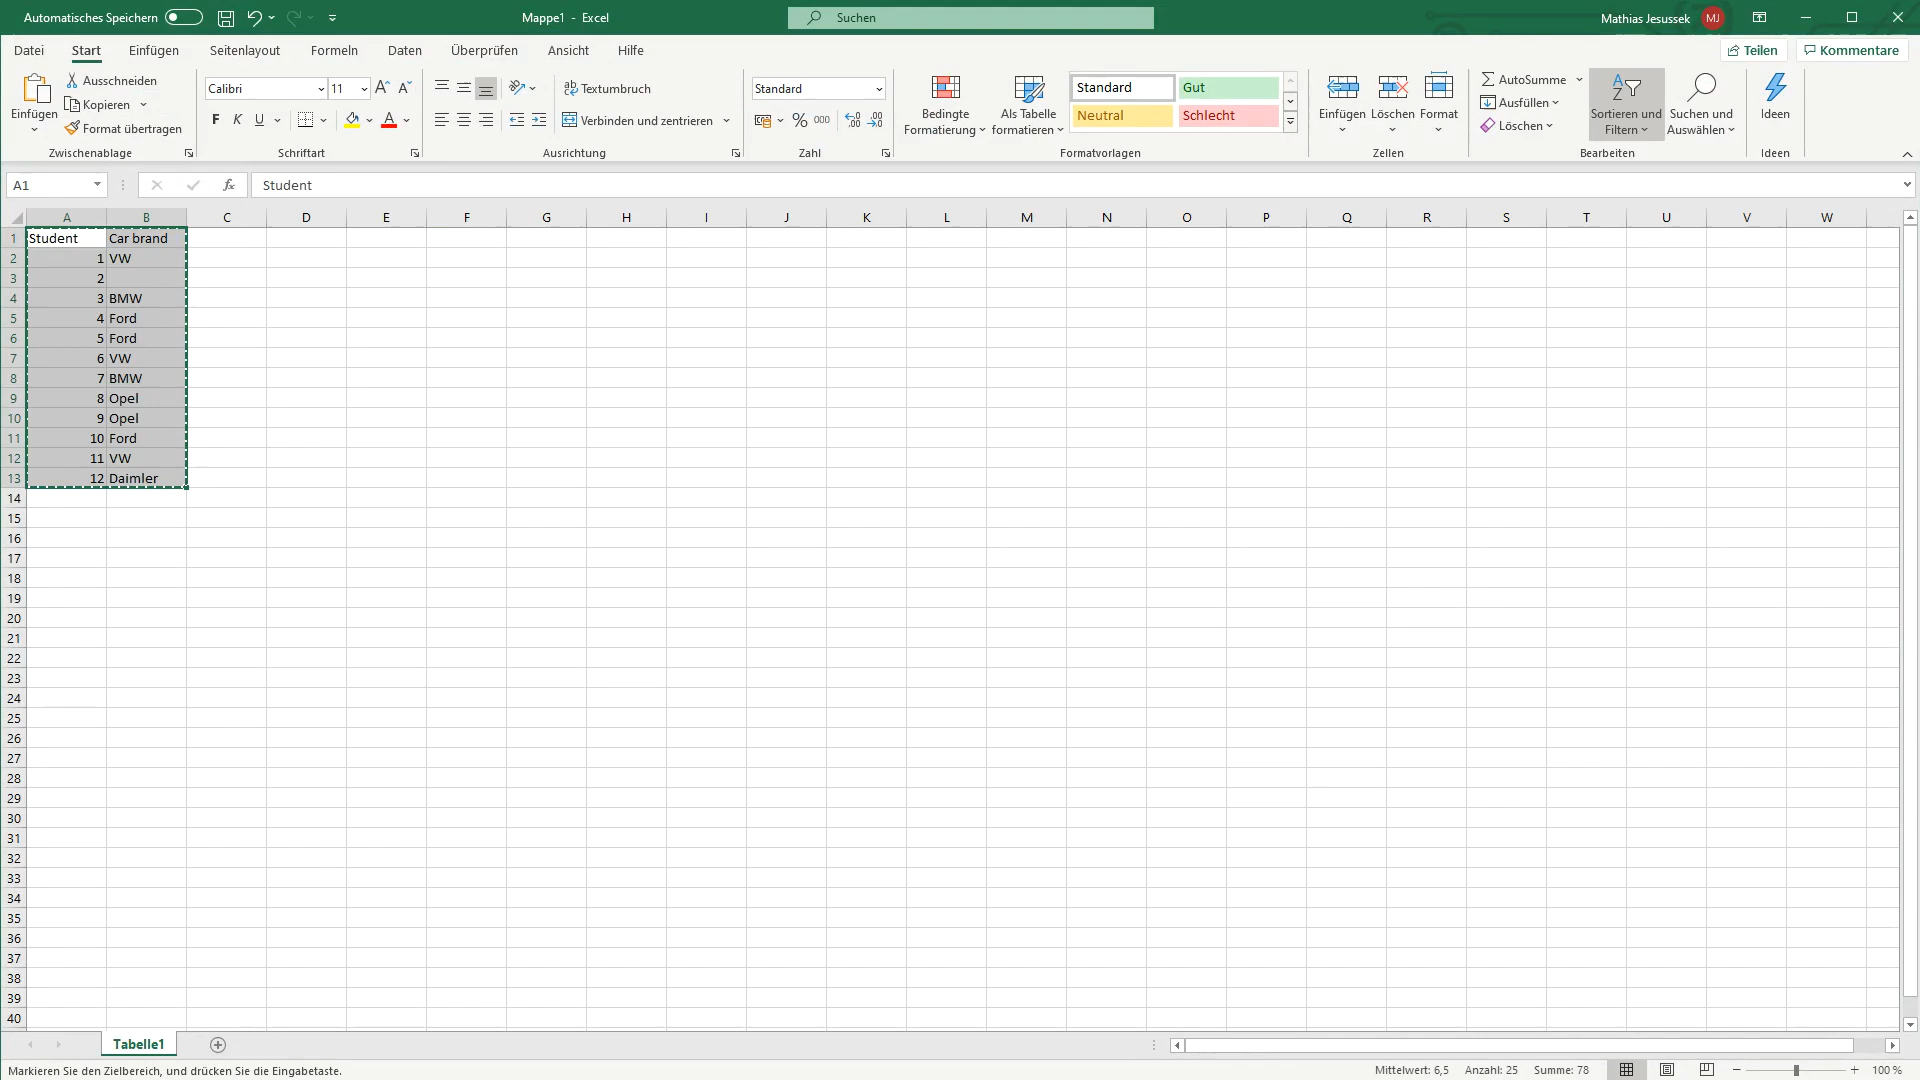 Automatisches Speichern
Mappe1 - Excel
Suchen
Mathias Jesussek MJ
Datei Start Einfügen Seitenlayout Formeln Daten Überprüfen Ansicht Hilfe
Teilen Kommentare
Einfügen
Ausschneiden
Kopieren
Format übertragen
Zwischenablage
Calibri 11 A A
F K U A
Schriftart
ab Textumbruch
Verbinden und zentrieren
Ausrichtung
Standard
% 000
Zahl
Bedingte
Formatierung
Als Tabelle
formatieren
Standard Gut
Neutral Schlecht
Formatvorlagen
Einfügen Löschen Format
Zellen
AutoSumme
Ausfüllen
Löschen
Sortieren und
Filtern
Suchen und
Auswählen
Bearbeiten
Ideen
Ideen
A1 fx Student
A B C D E F G H I J K L M N O P Q R S T U V W
1 Student Car brand
2 1 VW
3 2
4 3 BMW
5 4 Ford
6 5 Ford
7 6 VW
8 7 BMW
9 8 Opel
10 9 Opel
11 10 Ford
12 11 VW
13 12 Daimler
14
15
16
17
18
19
20
21
22
23
24
25
26
27
28
29
30
31
32
33
34
35
36
37
38
39
40
Tabelle1
Markieren Sie den Zielbereich, und drücken Sie die Eingabetaste.
Mittelwert: 6,5 Anzahl: 25 Summe: 78
100 %